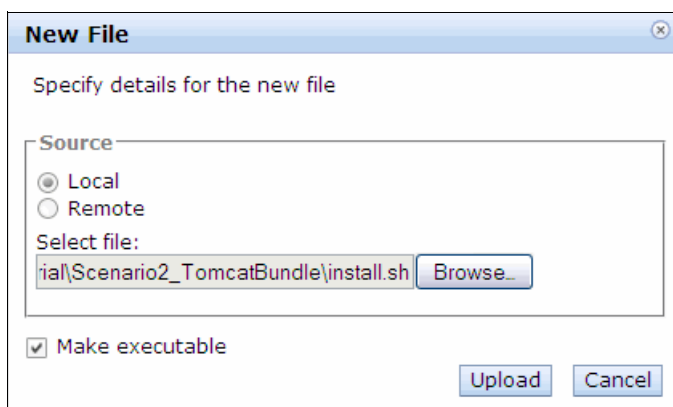 New File
Specify details for the new file
Source
Local
Remote
Select file:
rial\Scenario2_TomcatBundle\install.sh Browse...
Make executable
Upload Cancel